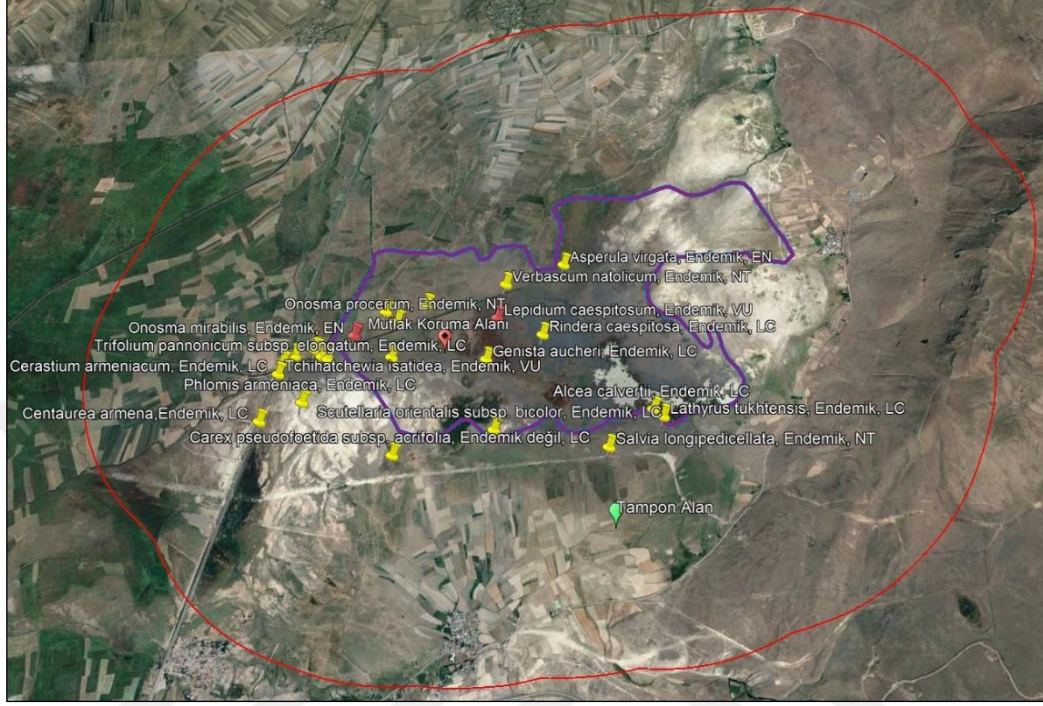 Asperula virgata, Endemik, EN
Verbascum natolicum, Endemik, NT
Onosma procerum, Endemik, NT
Lepidium caespitosum, Endemik, VU
Onosma mirabilis, Endemik, EN
Mutlak Koruma Alanı
Rindera caespitosa, Endemik, LC
Trifolium pannonicum subsp. elongatum, Endemik, LC
Genista aucheri, Endemik, LC
Cerastium armeniacum, Endemik, LC
Tchihatchewia isatidea, Endemik, VU
Phlomis armeniaca, Endemik, LC
Alcea calvertii, Endemik, LC
Centaurea armena,Endemik, LC
Scutellaria orientalis subsp. bicolor, Endemik, LC
Lathyrus tukhtensis, Endemik, LC
Carex pseudofoetida subsp. acrifolia, Endemik değil, LC
Salvia longipedicellata, Endemik, NT
Tampon Alan